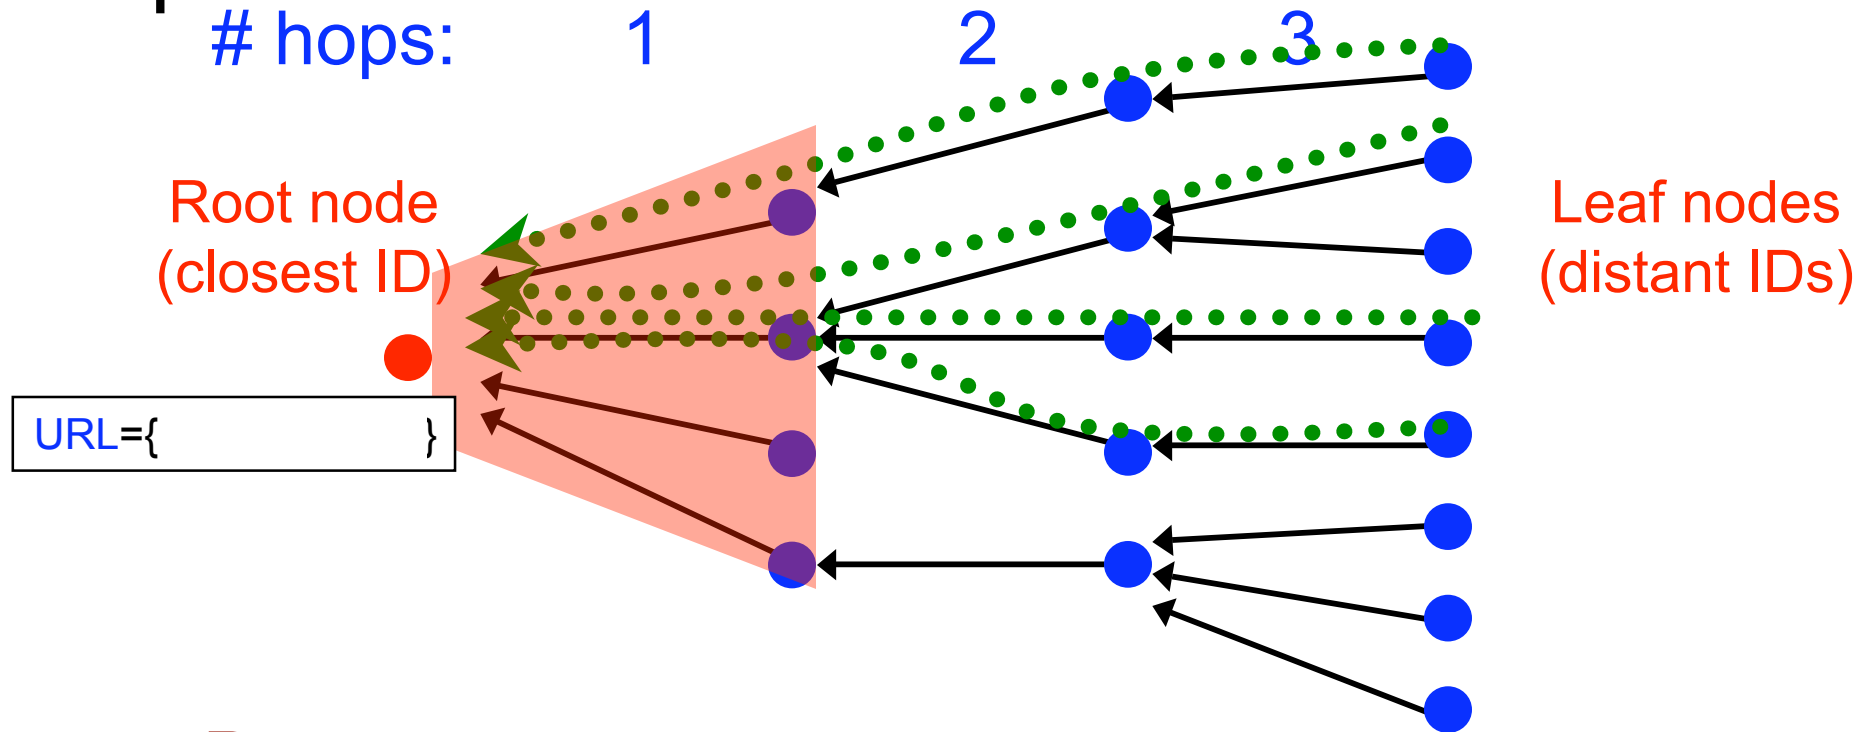 # hops: 1 2 3
Root node
(closest ID)
Leaf nodes
(distant IDs)
URL={ }